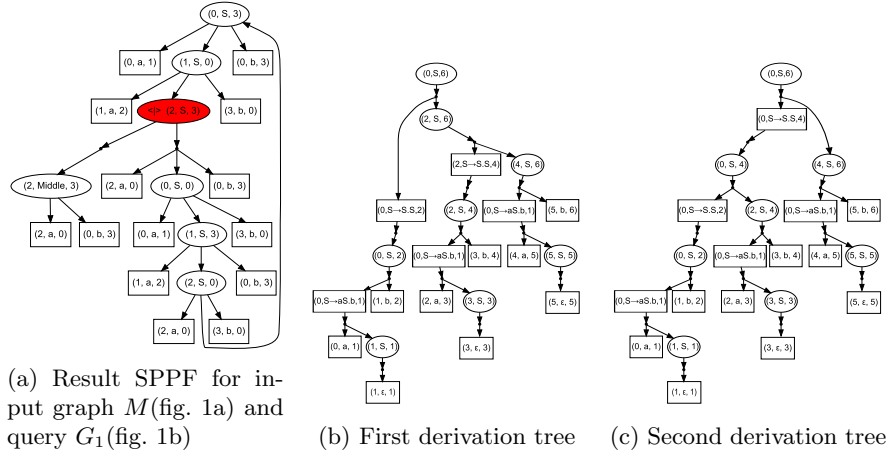 (0, S, 3)
(0, a, 1)
(1, S, 0)
(0, b, 3)
(1, a, 2)
<|> (2, S, 3)
(3, b, 0)
(2, Middle, 3)
(2, a, 0)
(0, S, 0)
(0, b, 3)
(2, a, 0)
(0, b, 3)
(0, a, 1)
(1, S, 3)
(3, b, 0)
(1, a, 2)
(2, S, 0)
(0, b, 3)
(2, a, 0)
(3, b, 0)
(a) Result SPPF for in-
put graph M(fig. 1a) and
query G1(fig. 1b)
(0,S,6)
(2, S, 6)
(2,S→S.S,4)
(4, S, 6)
(0,S→S.S,2)
(2, S, 4)
(0,S→aS.b,1)
(5, b, 6)
(0, S, 2)
(0,S→aS.b,1)
(3, b, 4)
(4, a, 5)
(5, S, 5)
(0,S→aS.b,1)
(1, b, 2)
(2, a, 3)
(3, S, 3)
(5, ε, 5)
(0, a, 1)
(1, S, 1)
(3, ε, 3)
(1, ε, 1)
(b) First derivation tree
(0,S,6)
(0,S→S.S,4)
(0, S, 4)
(4, S, 6)
(0,S→S.S,2)
(2, S, 4)
(0,S→aS.b,1)
(5, b, 6)
(0, S, 2)
(0,S→aS.b,1)
(3, b, 4)
(4, a, 5)
(5, S, 5)
(0,S→aS.b,1)
(1, b, 2)
(2, a, 3)
(3, S, 3)
(5, ε, 5)
(0, a, 1)
(1, S, 1)
(3, ε, 3)
(1, ε, 1)
(c) Second derivation tree